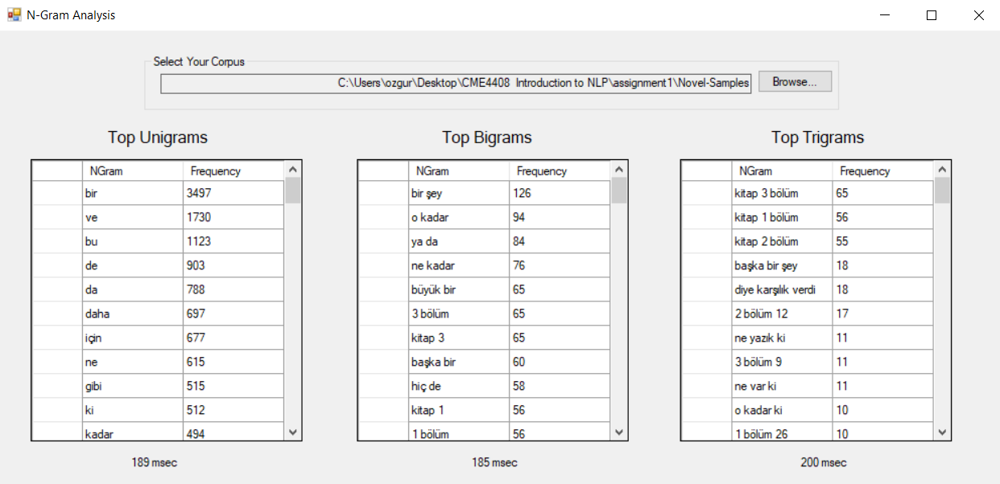 N-Gram Analysis
Select Your Corpus
C:\Users\ozgur\Desktop\CME4408 Introduction to NLP\assignment1\Novel-Samples
Browse...
Top Unigrams
NGram Frequency
bir 3497
ve 1730
bu 1123
de 903
da 788
daha 697
için 677
ne 615
gibi 515
ki 512
kadar 494
189 msec
Top Bigrams
NGram Frequency
bir şey 126
o kadar 94
ya da 84
ne kadar 76
büyük bir 65
3 bölüm 65
kitap 3 65
başka bir 60
hiç de 58
kitap 1 56
1 bölüm 56
185 msec
Top Trigrams
NGram Frequency
kitap 3 bölüm 65
kitap 1 bölüm 56
kitap 2 bölüm 55
başka bir şey 18
diye karşılık verdi 18
2 bölüm 12 17
ne yazık ki 11
3 bölüm 9 11
ne var ki 11
o kadar ki 10
1 bölüm 26 10
200 msec